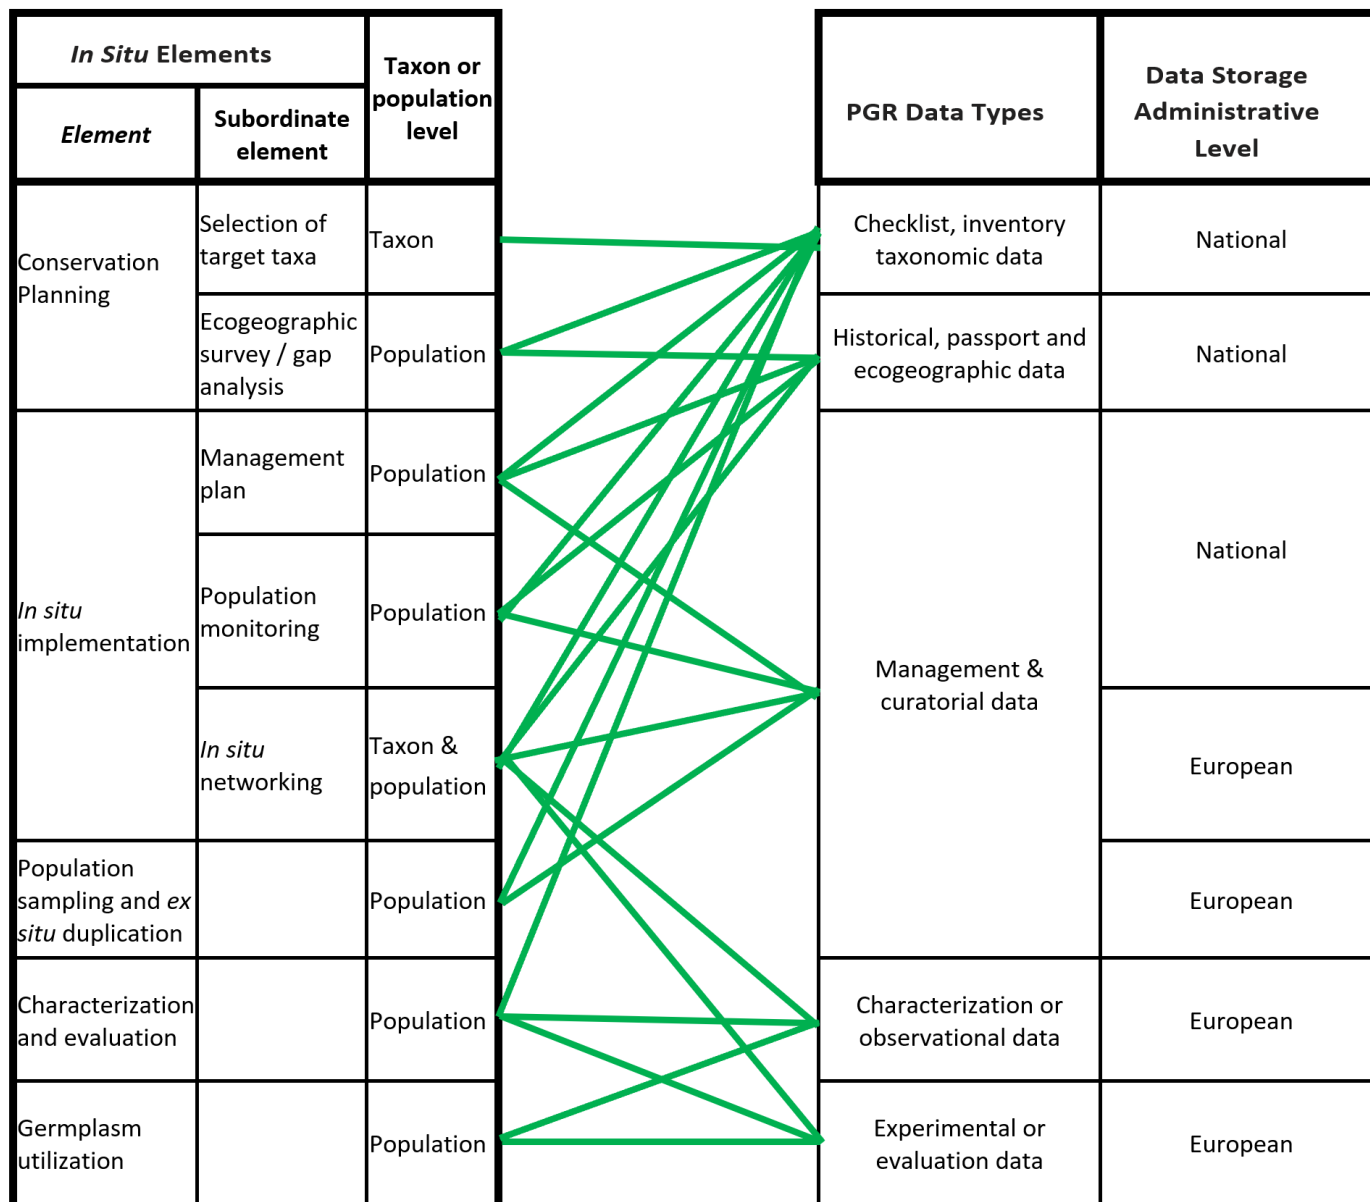 In Situ Elements
Taxon or
population
level
Element
Subordinate
element
PGR Data Types
Data Storage
Administrative
Level
Conservation
Planning
Selection of
target taxa
Taxon
Checklist, inventory
taxonomic data
National
Ecogeographic
survey / gap
analysis
Population
Historical, passport and
ecogeographic data
National
In situ
implementation
Management
plan
Population
Management &
curatorial data
National
Population
monitoring
Population
In situ
networking
Taxon &
population
European
Population
sampling and ex
situ duplication
Population
European
Characterization
and evaluation
Population
Characterization or
observational data
European
Germplasm
utilization
Population
Experimental or
evaluation data
European